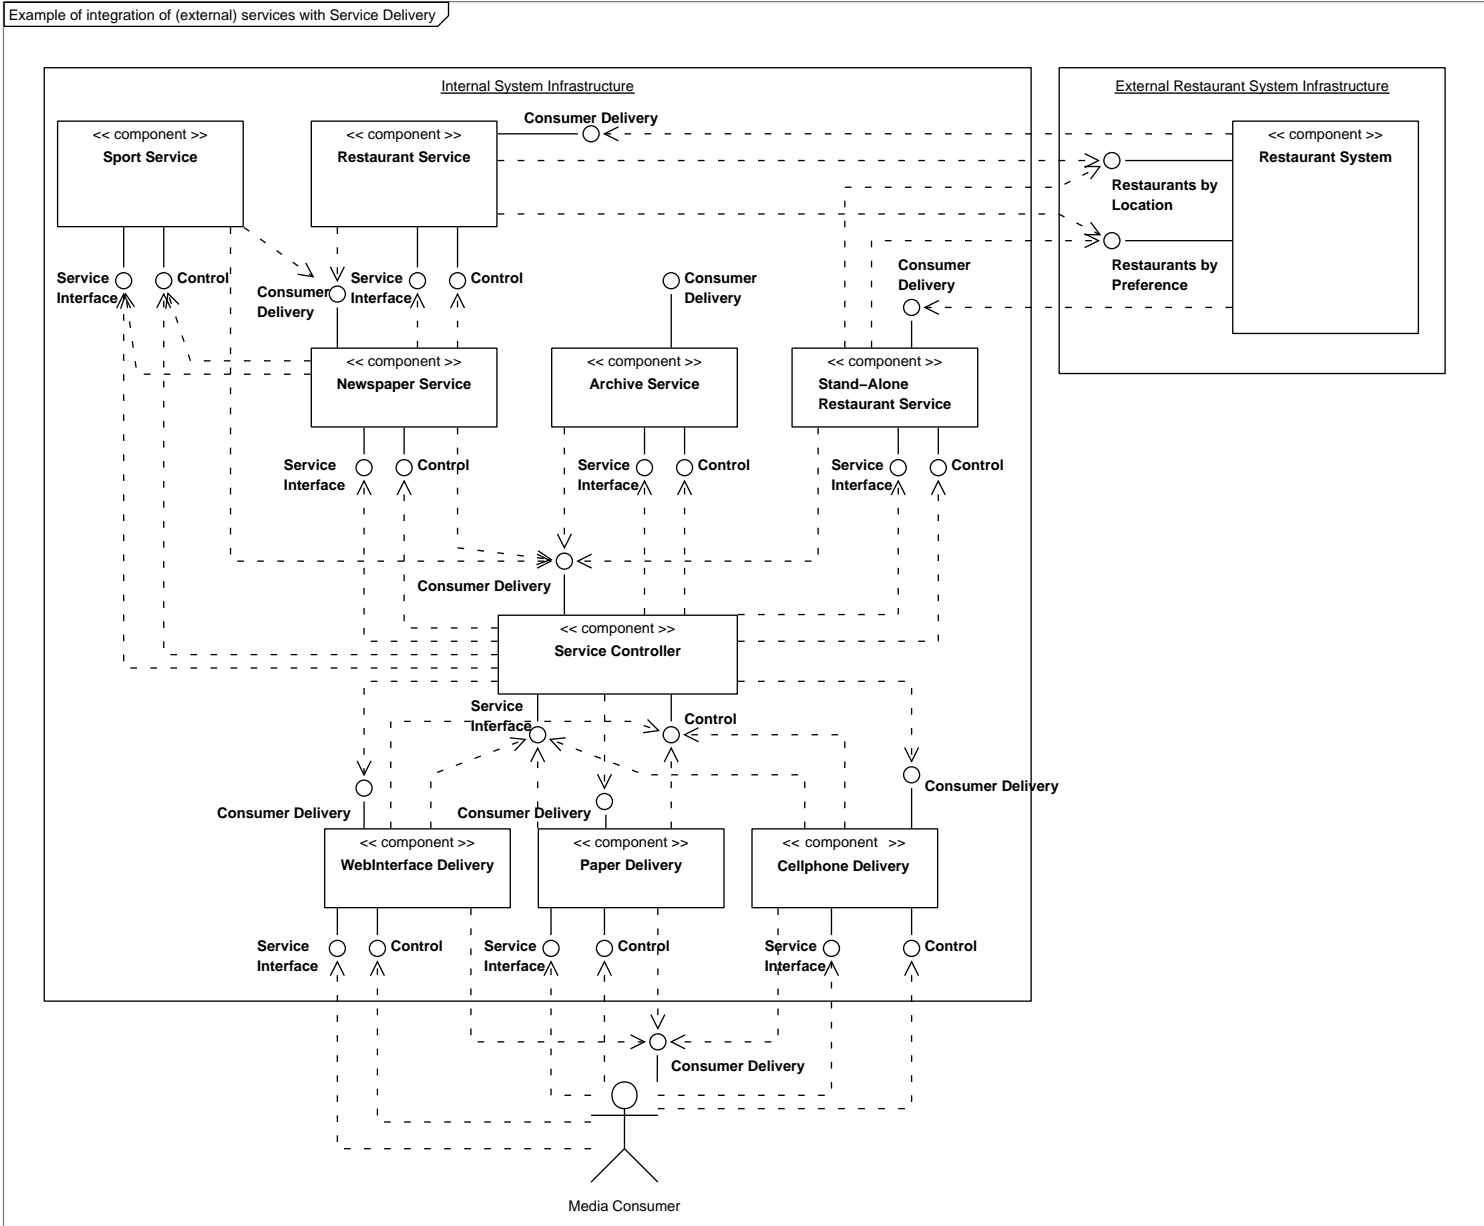 Example of integration of (external) services with Service Delivery
Internal System Infrastructure
External Restaurant System Infrastructure
Consumer Delivery
<< component >>
Sport Service
<< component >>
Restaurant Service
<< component >>
Restaurant System
Restaurants by
Location
Restaurants by
Preference
Service
Interface
Control
Consumer
Delivery
Service
Interface
Control
Consumer
Delivery
Consumer
Delivery
<< component >>
Newspaper Service
<< component >>
Archive Service
<< component >>
Stand–Alone
Restaurant Service
Service
Interface
Control
Service
Interface
Control
Service
Interface
Control
Consumer Delivery
<< component >>
Service Controller
Service
Interface
Control
Consumer Delivery
Consumer Delivery
Consumer Delivery
<< component >>
WebInterface Delivery
<< component >>
Paper Delivery
<< component >>
Cellphone Delivery
Service
Interface
Control
Service
Interface
Control
Service
Interface
Control
Consumer Delivery
Media Consumer